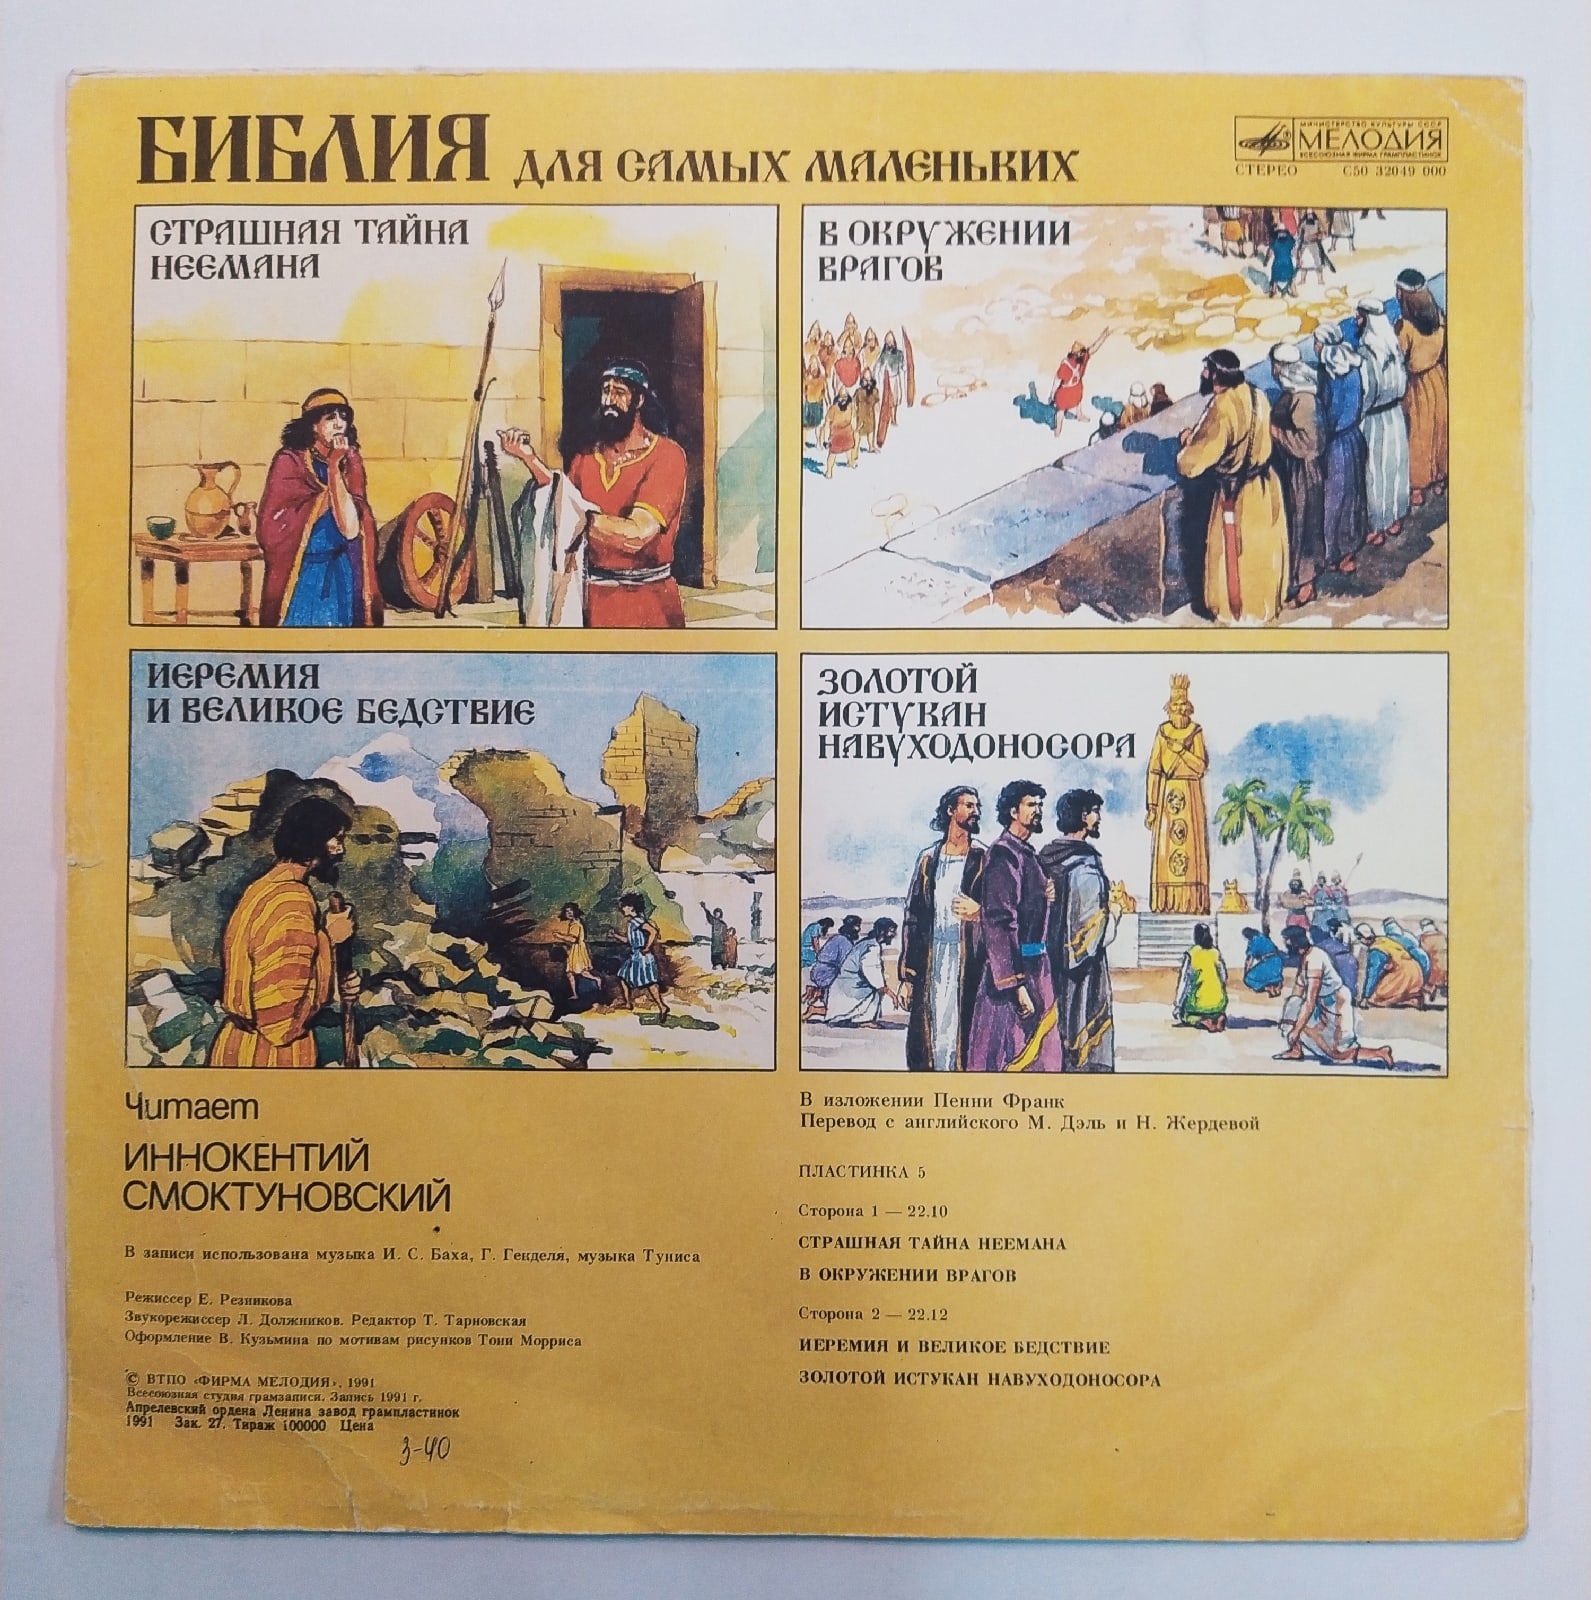 БИБЛИЯ ДЛЯ САМЫХ МАЛЕНЬКИХ
МИНИСТЕРСТВО КУЛЬТУРЫ СССР
МЕЛОДИЯ
ВСЕСОЮЗНАЯ ФИРМА ГРАМПЛАСТИНОК
СТЕРЕО С50 32049 000
СТРАШНАЯ ТАЙНА
НЕЕМАНА
В ОКРУЖЕНИИ
ВРАГОВ
ИЕРЕМИЯ
И ВЕЛИКОЕ БЕДСТВИЕ
ЗОЛОТОЙ
ИСТУКАН
НАВУХОДОНОСОРА
Читает
ИННОКЕНТИЙ
СМОКТУНОВСКИЙ
В записи использована музыка И. С. Баха, Г. Генделя, музыка Туниса
Режиссер Е. Резникова
Звукорежиссер Л. Должников. Редактор Т. Тарновская
Оформление В. Кузьмина по мотивам рисунков Тони Морриса
© ВТПО «ФИРМА МЕЛОДИЯ», 1991
Всесоюзная студия грамзаписи. Запись 1991 г.
Апрелевский ордена Ленина завод грампластинок
1991 Зак. 27. Тираж 100000 Цена
3-40
В изложении Пенни Франк
Перевод с английского М. Дэль и Н. Жердевой
ПЛАСТИНКА 5
Сторона 1 — 22.10
СТРАШНАЯ ТАЙНА НЕЕМАНА
В ОКРУЖЕНИИ ВРАГОВ
Сторона 2 — 22.12
ИЕРЕМИЯ И ВЕЛИКОЕ БЕДСТВИЕ
ЗОЛОТОЙ ИСТУКАН НАВУХОДОНОСОРА